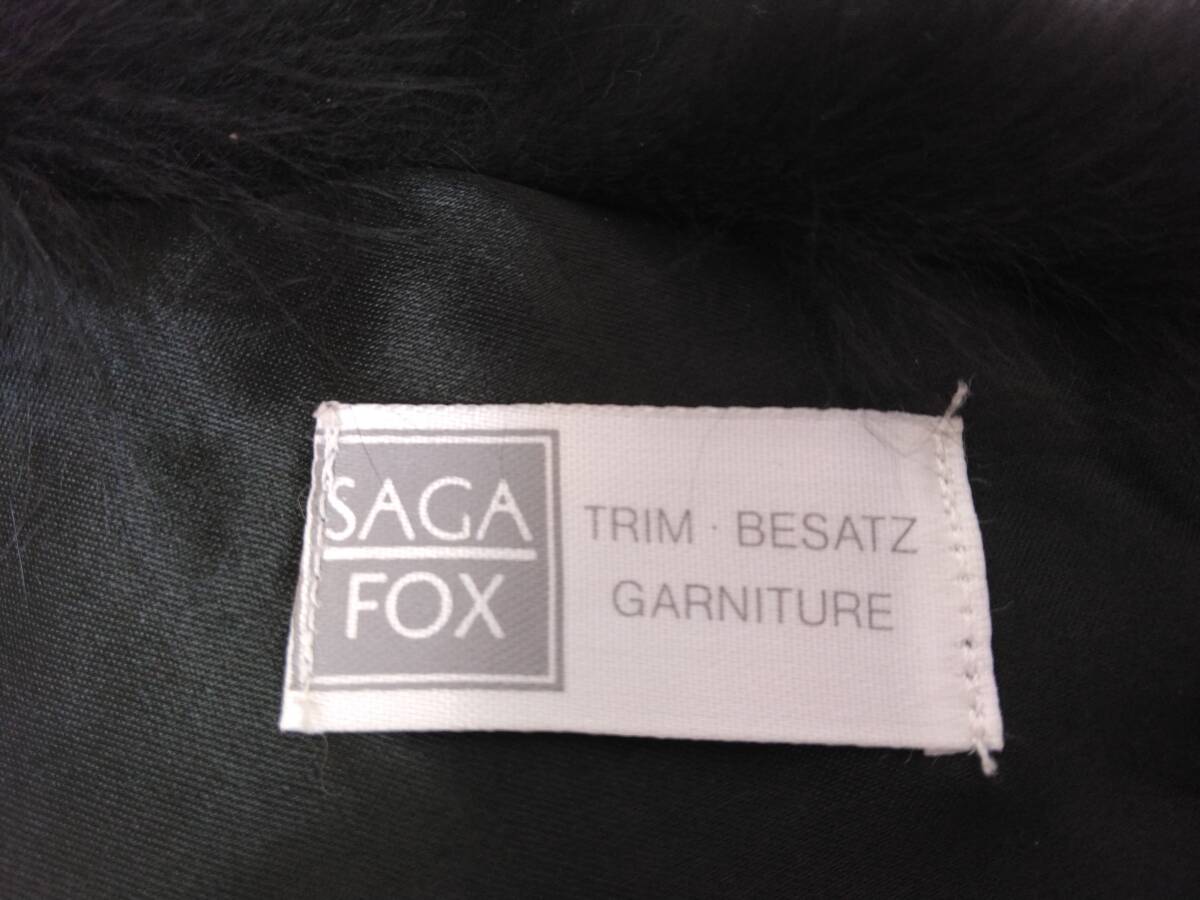 SAGA
FOX
TRIM · BESATZ
GARNITURE